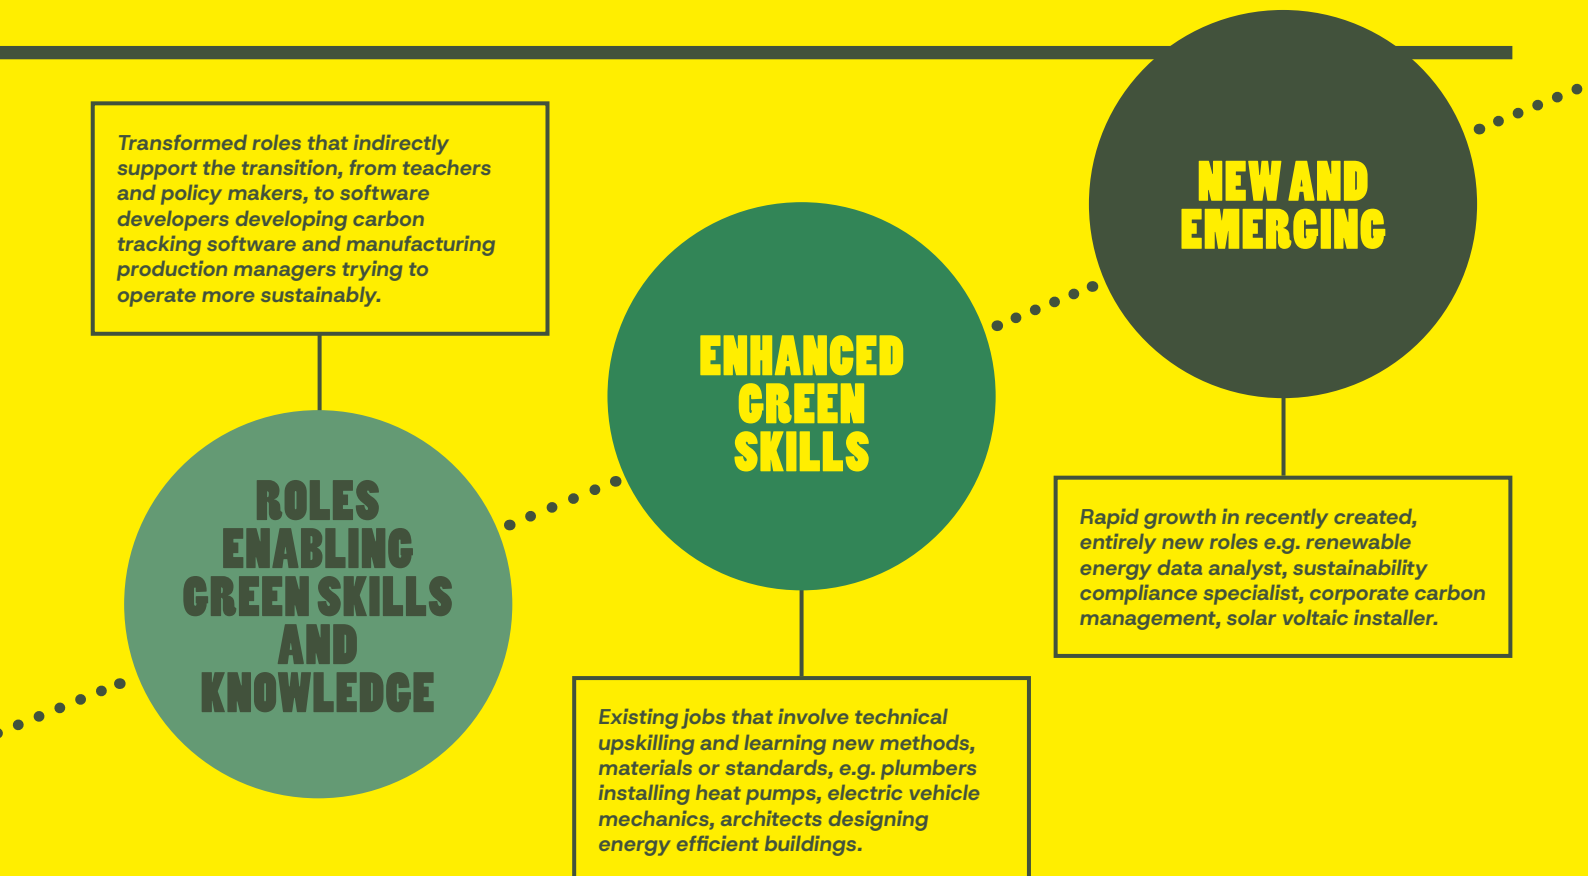 Transformed roles that indirectly
support the transition, from teachers
and policy makers, to software
developers developing carbon
tracking software and manufacturing
production managers trying to
operate more sustainably.
ROLES
ENABLING
GREEN SKILLS
AND
KNOWLEDGE
ENHANCED
GREEN
SKILLS
Existing jobs that involve technical
upskilling and learning new methods,
materials or standards, e.g. plumbers
installing heat pumps, electric vehicle
mechanics, architects designing
energy efficient buildings.
NEW AND
EMERGING
Rapid growth in recently created,
entirely new roles e.g. renewable
energy data analyst, sustainability
compliance specialist, corporate carbon
management, solar voltaic installer.